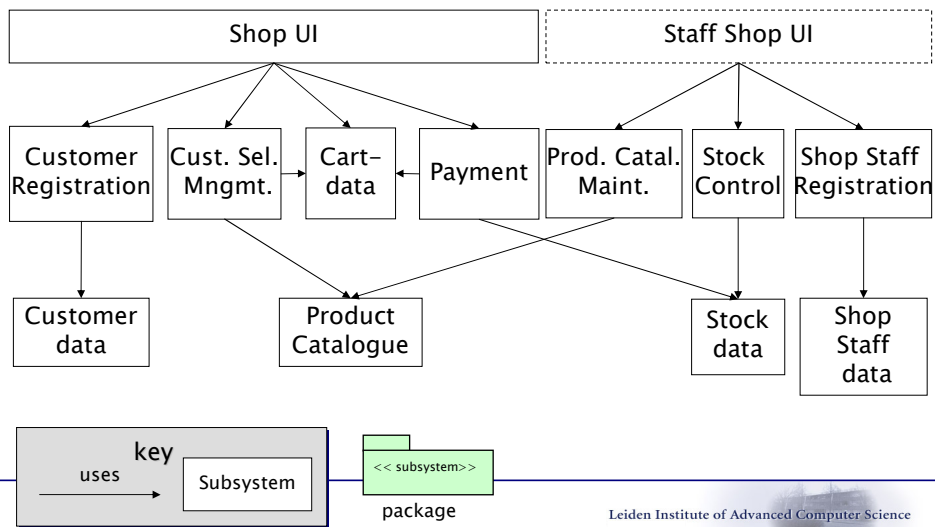 Shop UI
Staff Shop UI
Customer
Registration
Cust. Sel.
Mngmt.
Cart-
data
Payment
Prod. Catal.
Maint.
Stock
Control
Shop Staff
Registration
Customer
data
Product
Catalogue
Stock
data
Shop
Staff
data
key
uses
Subsystem
<< subsystem>>
package
Leiden Institute of Advanced Computer Science